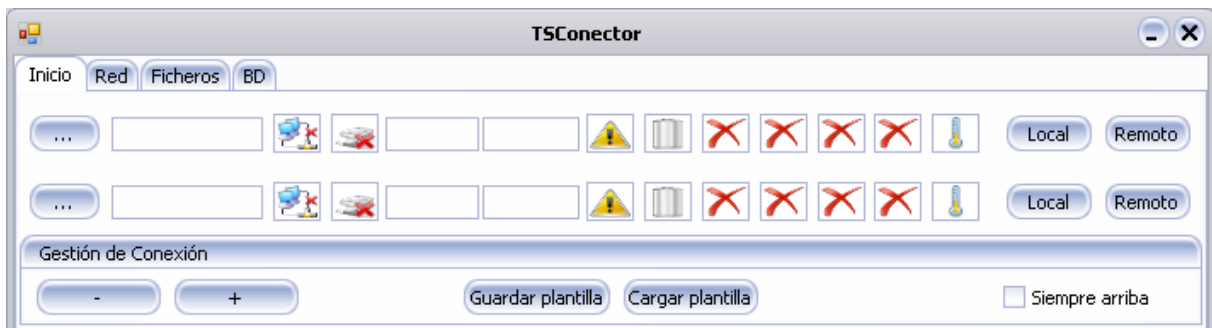 TSConector
Inicio Red Ficheros BD
... Local Remoto
... Local Remoto
Gestión de Conexión
- + Guardar plantilla Cargar plantilla Siempre arriba